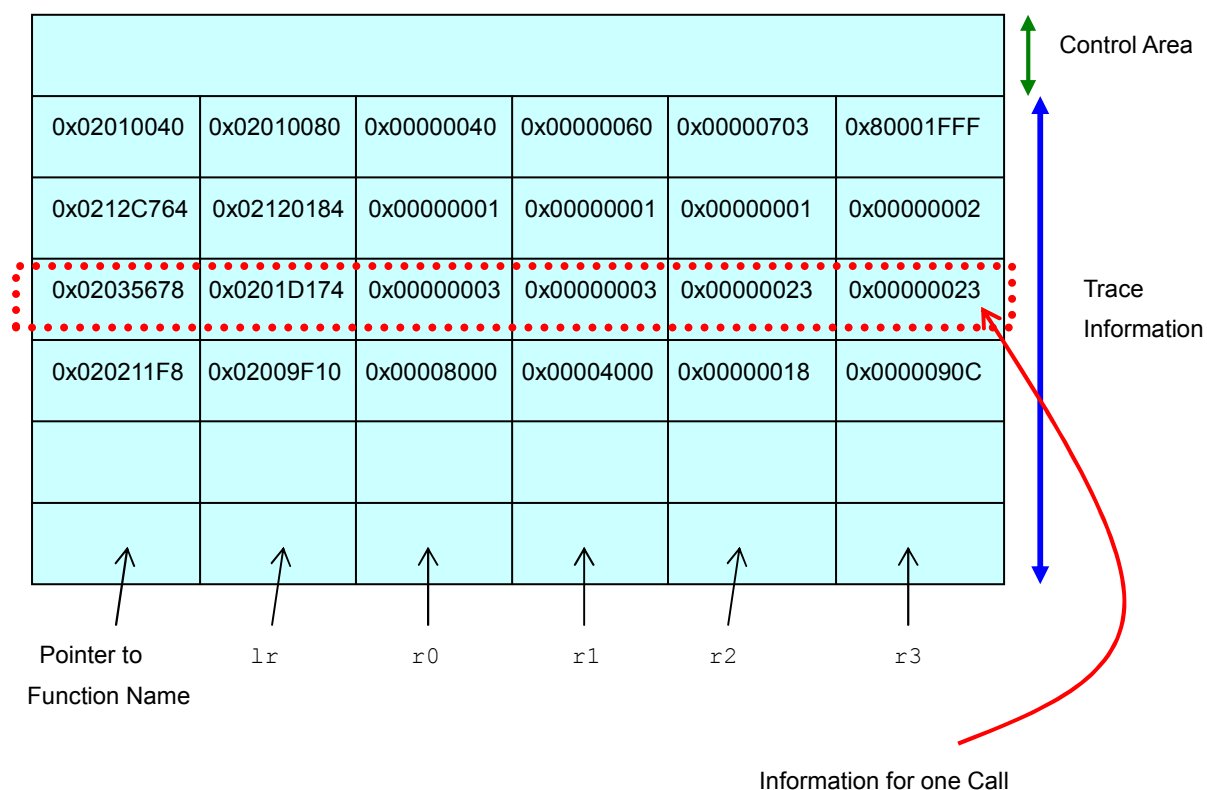 Control Area
0x02010040 0x02010080 0x00000040 0x00000060 0x00000703 0x80001FFF
0x0212C764 0x02120184 0x00000001 0x00000001 0x00000001 0x00000002
0x02035678 0x0201D174 0x00000003 0x00000003 0x00000023 0x00000023
Trace
Information
0x020211F8 0x02009F10 0x00008000 0x00004000 0x00000018 0x0000090C
Pointer to
Function Name
lr r0 r1 r2 r3
Information for one Call